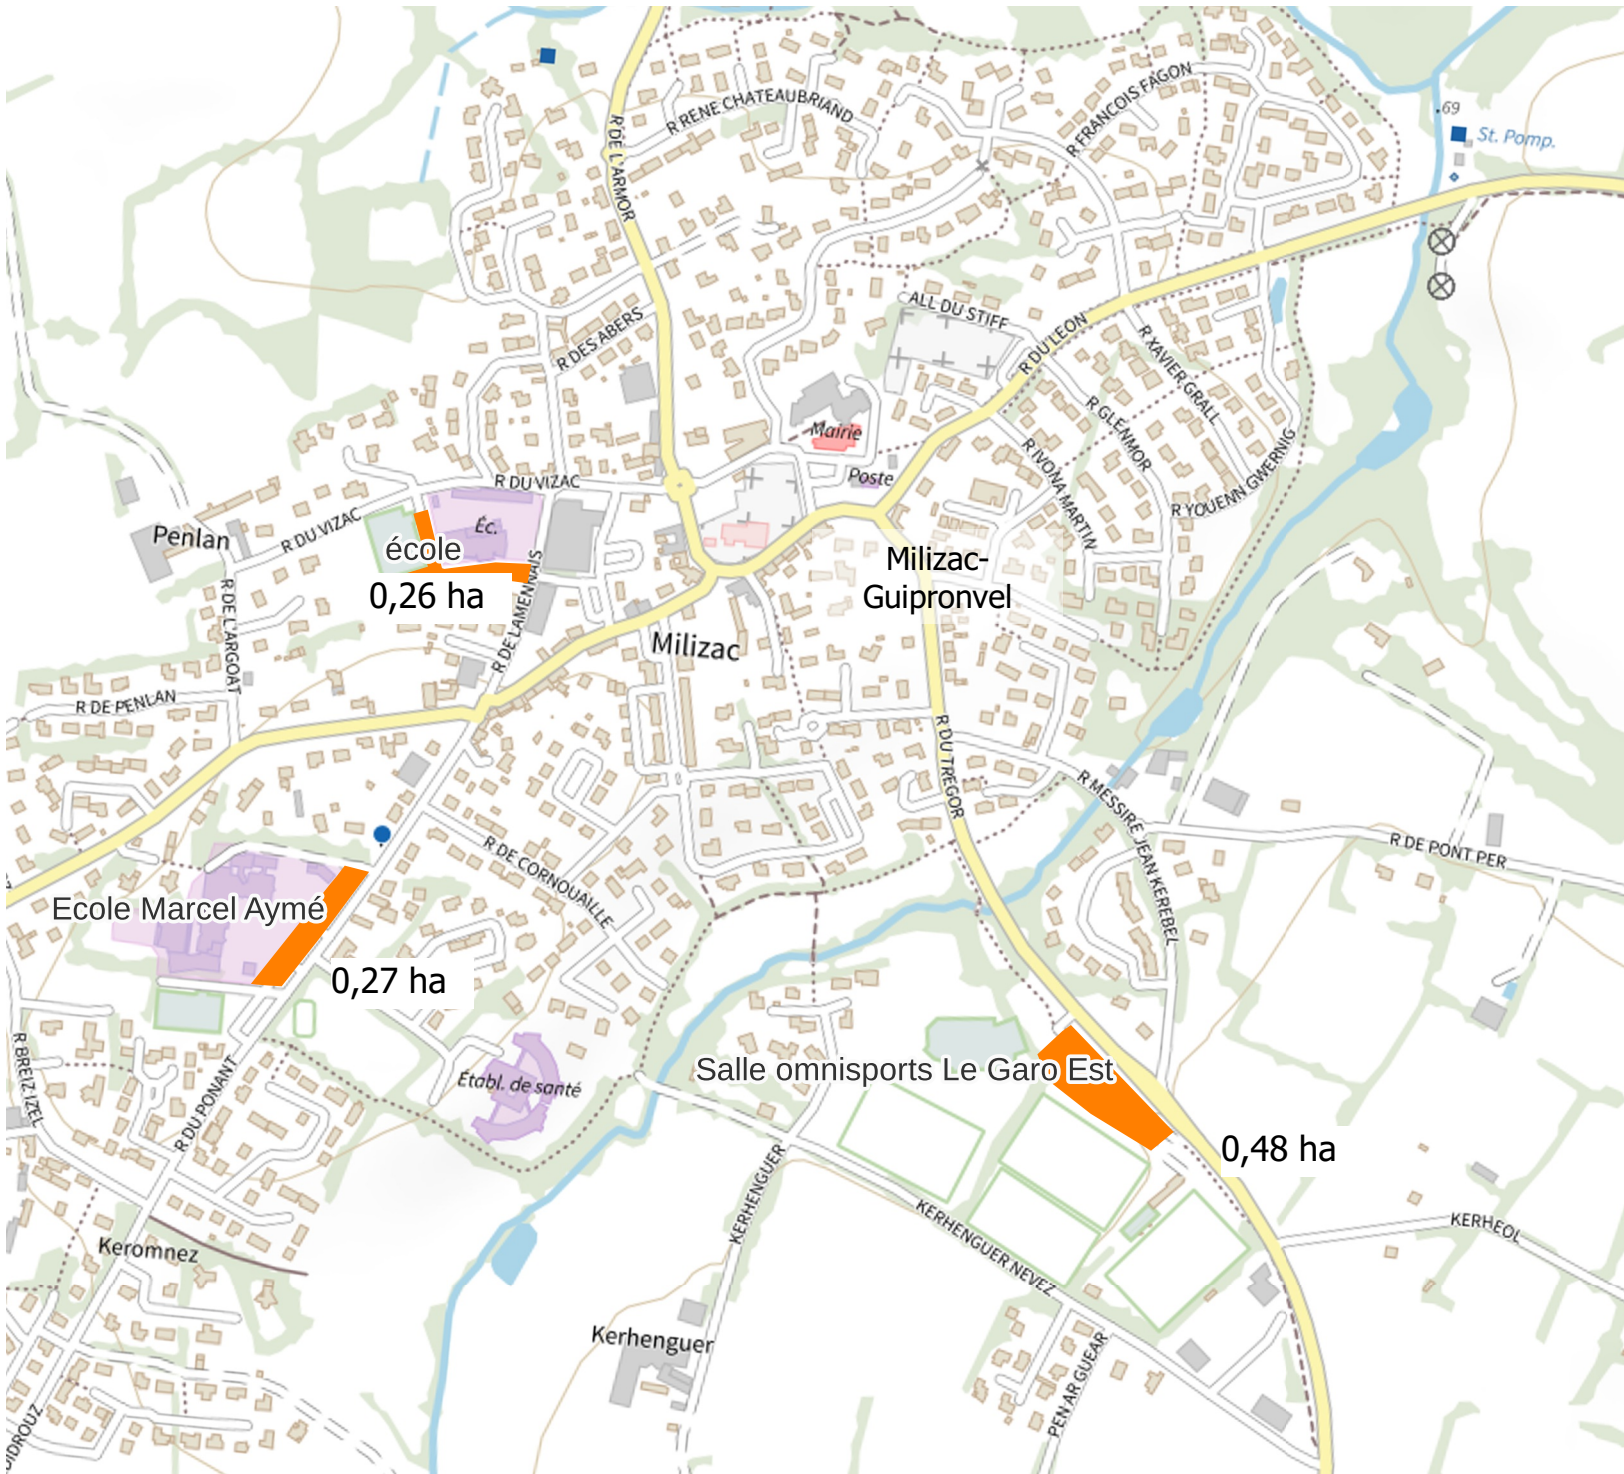 R DE L'ARMOR
R RENE CHATEAUBRIAND
R FRANCOIS FAGON
69
St. Pomp.
ALL DU STIFF
R DU LEON
R XAVIER GRALL
R DES ABERS
R GLENMOR
Mairie
R IVONA MARTIN
R YOUENN GWERNIG
Poste
R DU VIZAC
R DU VIZAC
Éc.
Penlan
école
0,26 ha
R DE LAMENNAIS
Milizac-
Guipronvel
R DE L'ARGOAT
Milizac
R DE PENLAN
R DU TREGOR
R MESSIRE JEAN KEREBEL
R DE PONT PER
R DE CORNOUAILLE
Ecole Marcel Aymé
0,27 ha
R BREIZ IZEL
R DU PONANT
Établ. de santé
Salle omnisports Le Garo Est
0,48 ha
KERHENGUER
KERHENGUER NEVEZ
KERHEOL
Keromnez
Kerhenguer
PEN AR GUEAR